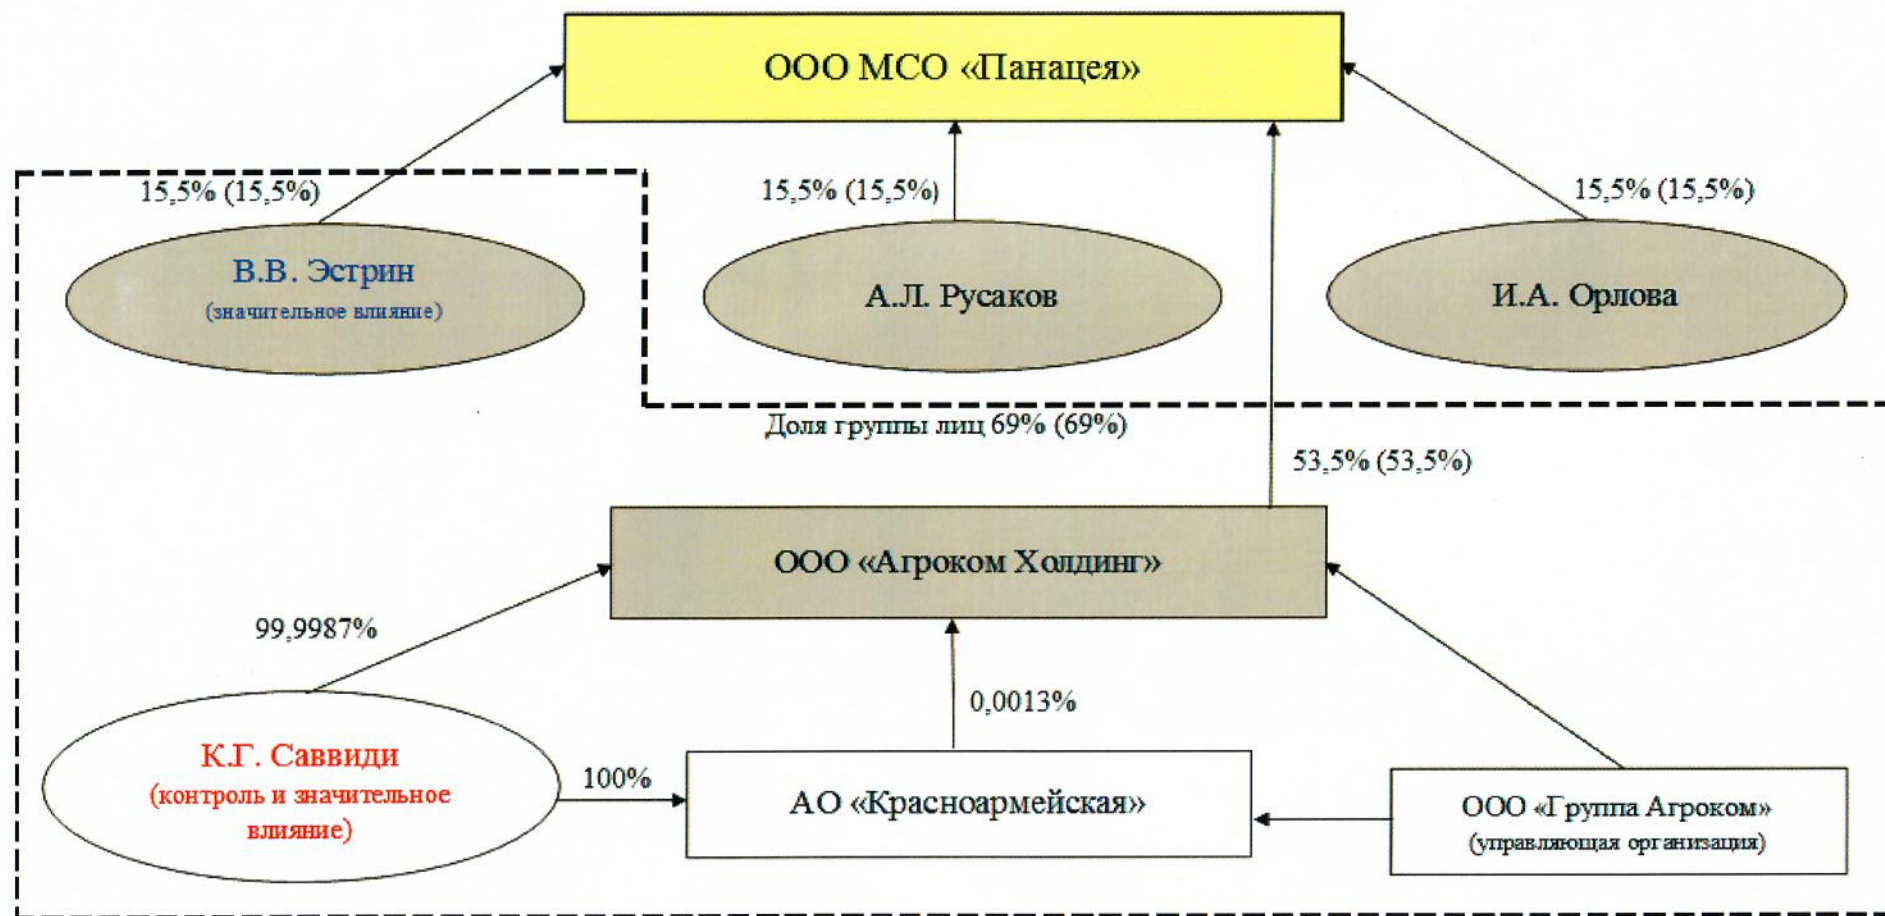 ООО МСО «Панацея»
15,5% (15,5%)
15,5% (15,5%)
15,5% (15,5%)
В.В. Эстрин
(значительное влияние)
А.Л. Русаков
И.А. Орлова
Доля группы лиц 69% (69%)
53,5% (53,5%)
ООО «Агроком Холдинг»
99,9987%
0,0013%
К.Г. Саввиди
(контроль и значительное
влияние)
100%
АО «Красноармейская»
ООО «Группа Агроком»
(управляющая организация)